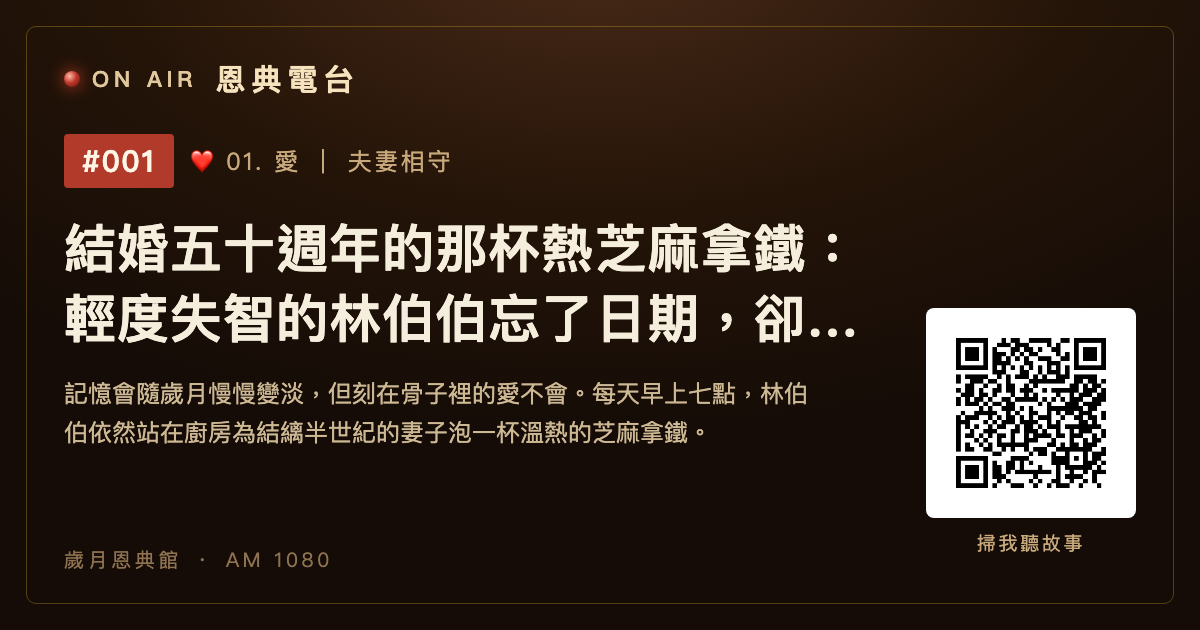 ON AIR 恩典電台
#001 ❤️ 01. 愛 ｜ 夫妻相守
結婚五十週年的那杯熱芝麻拿鐵：
輕度失智的林伯伯忘了日期，卻…
記憶會隨歲月慢慢變淡，但刻在骨子裡的愛不會。每天早上七點，林伯
伯依然站在廚房為結縭半世紀的妻子泡一杯溫熱的芝麻拿鐵。
掃我聽故事
歲月恩典館 · AM 1080